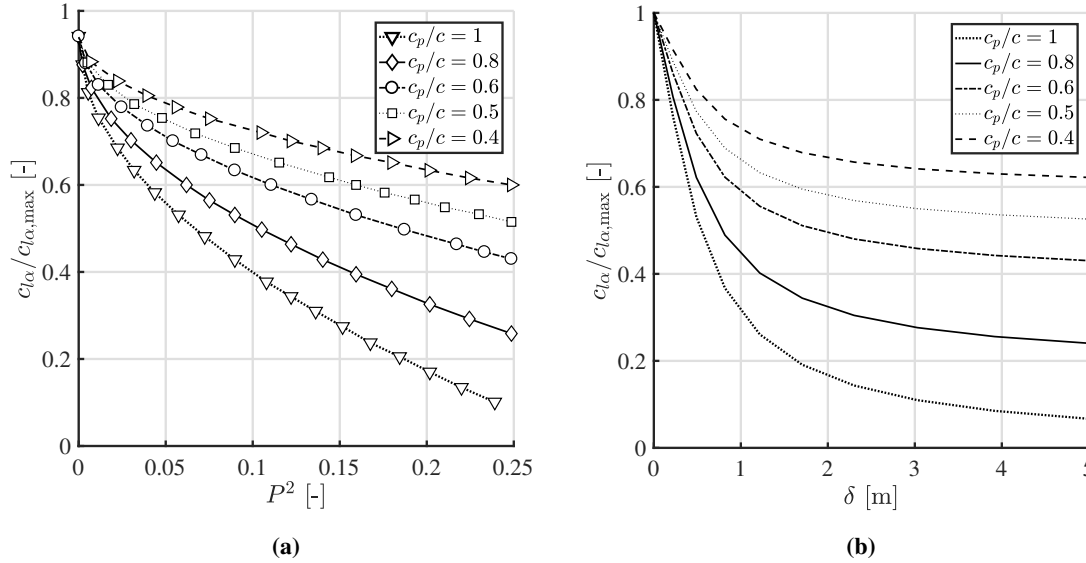 1
0.8
0.6
0.4
0.2
0
c_{lα}/c_{lα,max} [-]
0 0.05 0.1 0.15 0.2 0.25
P² [-]
c_p/c = 1
c_p/c = 0.8
c_p/c = 0.6
c_p/c = 0.5
c_p/c = 0.4
(a)
1
0.8
0.6
0.4
0.2
0
c_{lα}/c_{lα,max} [-]
0 1 2 3 4 5
δ [m]
c_p/c = 1
c_p/c = 0.8
c_p/c = 0.6
c_p/c = 0.5
c_p/c = 0.4
(b)